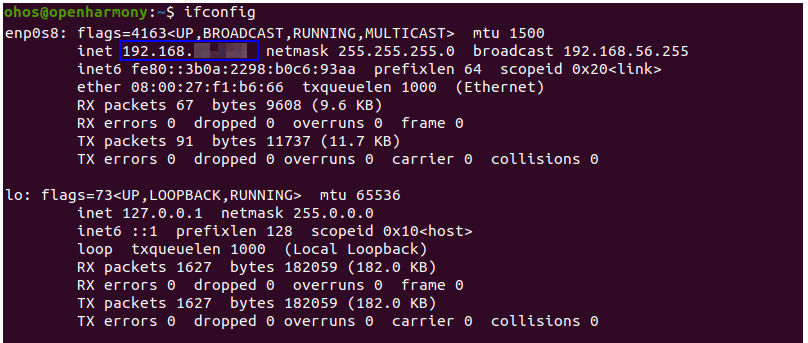 ohos@openharmony:~$ ifconfig
enp0s8: flags=4163<UP,BROADCAST,RUNNING,MULTICAST>  mtu 1500
        inet 192.168.  netmask 255.255.255.0  broadcast 192.168.56.255
        inet6 fe80::3b0a:2298:b0c6:93aa  prefixlen 64  scopeid 0x20<link>
        ether 08:00:27:f1:b6:66  txqueuelen 1000  (Ethernet)
        RX packets 67  bytes 9608 (9.6 KB)
        RX errors 0  dropped 0  overruns 0  frame 0
        TX packets 91  bytes 11737 (11.7 KB)
        TX errors 0  dropped 0 overruns 0  carrier 0  collisions 0

lo: flags=73<UP,LOOPBACK,RUNNING>  mtu 65536
        inet 127.0.0.1  netmask 255.0.0.0
        inet6 ::1  prefixlen 128  scopeid 0x10<host>
        loop  txqueuelen 1000  (Local Loopback)
        RX packets 1627  bytes 182059 (182.0 KB)
        RX errors 0  dropped 0  overruns 0  frame 0
        TX packets 1627  bytes 182059 (182.0 KB)
        TX errors 0  dropped 0 overruns 0  carrier 0  collisions 0